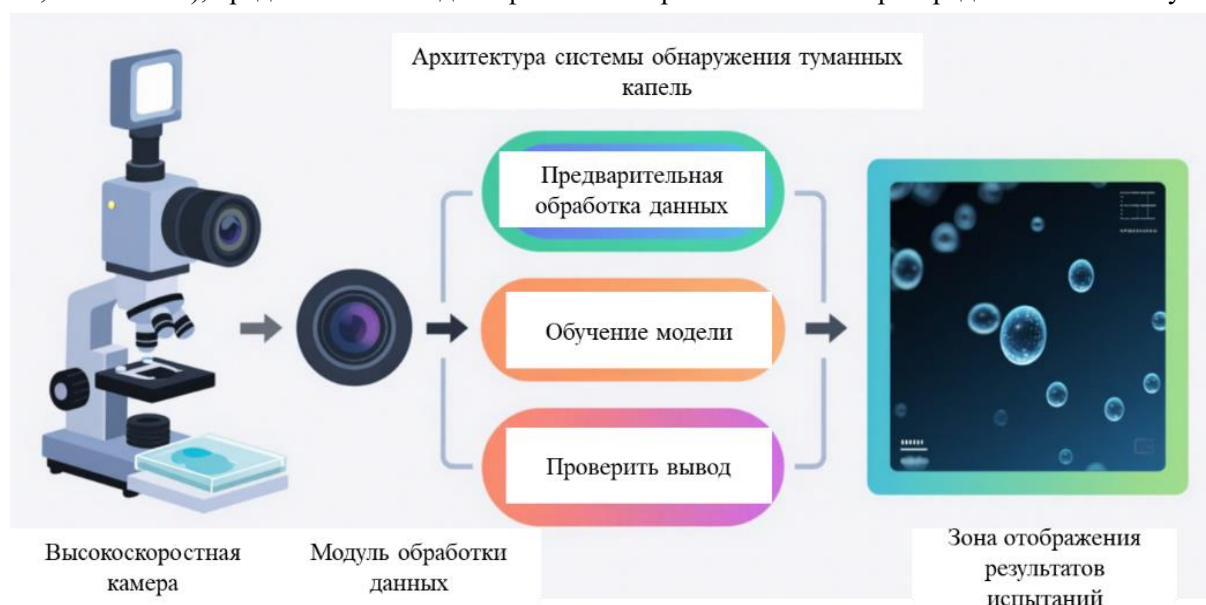 Архитектура системы обнаружения туманных
капель
Предварительная
обработка данных
Обучение модели
Проверить вывод
Высокоскоростная
камера
Модуль обработки
данных
Зона отображения
результатов
испытаний